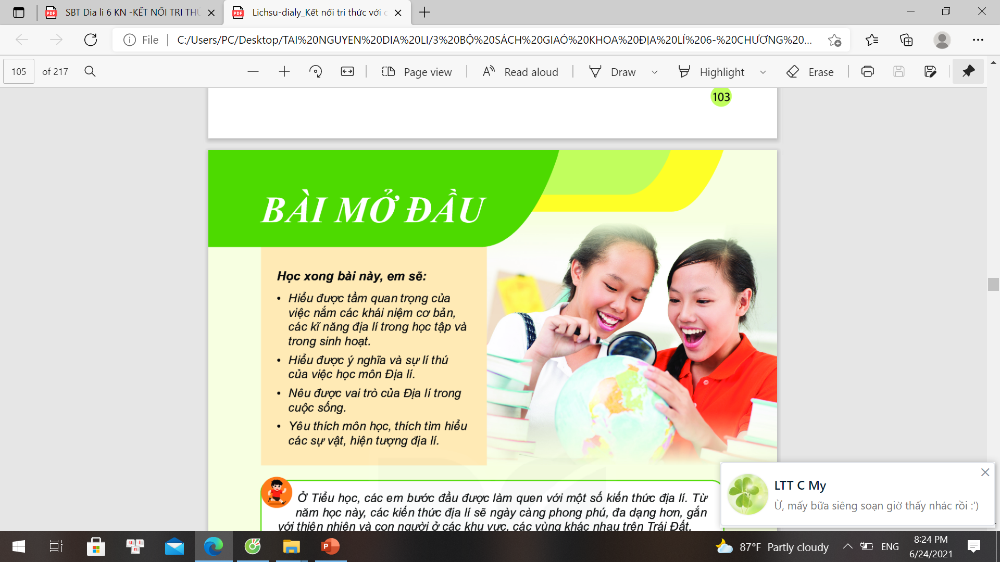 SBT Dia li 6 KN -KẾT NỐI TRI THỨ
Lichsu-dialy_Kết nối tri thức với c
File
C:/Users/PC/Desktop/TAI%20NGUYEN%20DIA%20LI/3%20BỘ%20SÁCH%20GIAÓ%20KHOA%20ĐỊA%20LÍ%206-%20CHƯƠNG%20...
105 of 217
Page view
Read aloud
Draw
Highlight
Erase
103
BÀI MỞ ĐẦU
Học xong bài này, em sẽ:
• Hiểu được tầm quan trọng của
việc nắm các khái niệm cơ bản,
các kĩ năng địa lí trong học tập và
trong sinh hoạt.
• Hiểu được ý nghĩa và sự lí thú
của việc học môn Địa lí.
• Nêu được vai trò của Địa lí trong
cuộc sống.
• Yêu thích môn học, thích tìm hiểu
các sự vật, hiện tượng địa lí.
Ở Tiểu học, các em bước đầu được làm quen với một số kiến thức địa lí. Từ
năm học này, các kiến thức địa lí sẽ ngày càng phong phú, đa dạng hơn, gắn
với thiên nhiên và con người ở các khu vực, các vùng khác nhau trên Trái Đất.
LTT C My
Ừ, mấy bữa siêng soạn giờ thấy nhác rồi :')
87°F Partly cloudy
ENG
8:24 PM
6/24/2021